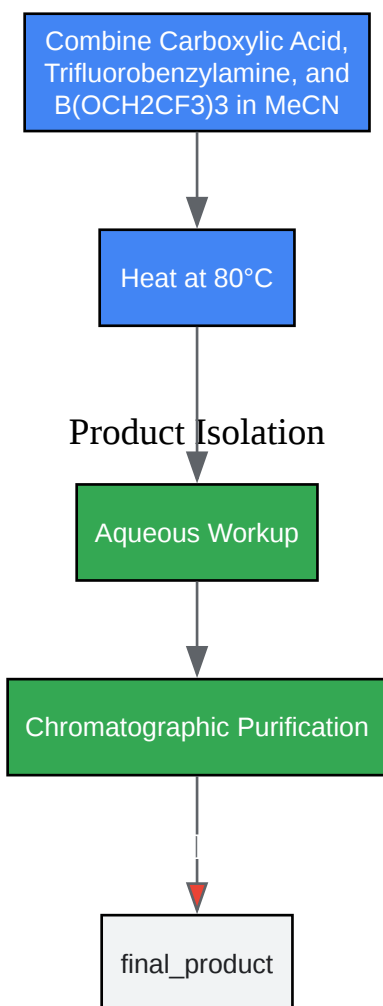 Combine Carboxylic Acid,
Trifluorobenzylamine, and
B(OCH2CF3)3 in MeCN
Heat at 80°C
Product Isolation
Aqueous Workup
Chromatographic Purification
final_product